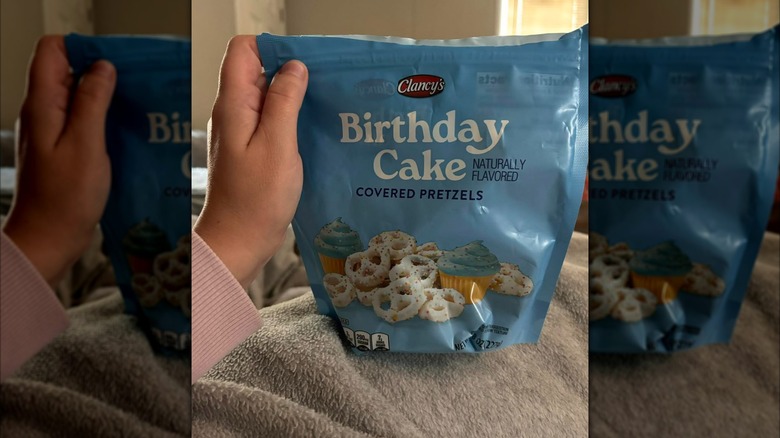 Clancy's
Birthday
Cake
NATURALLY
FLAVORED
COVERED PRETZELS